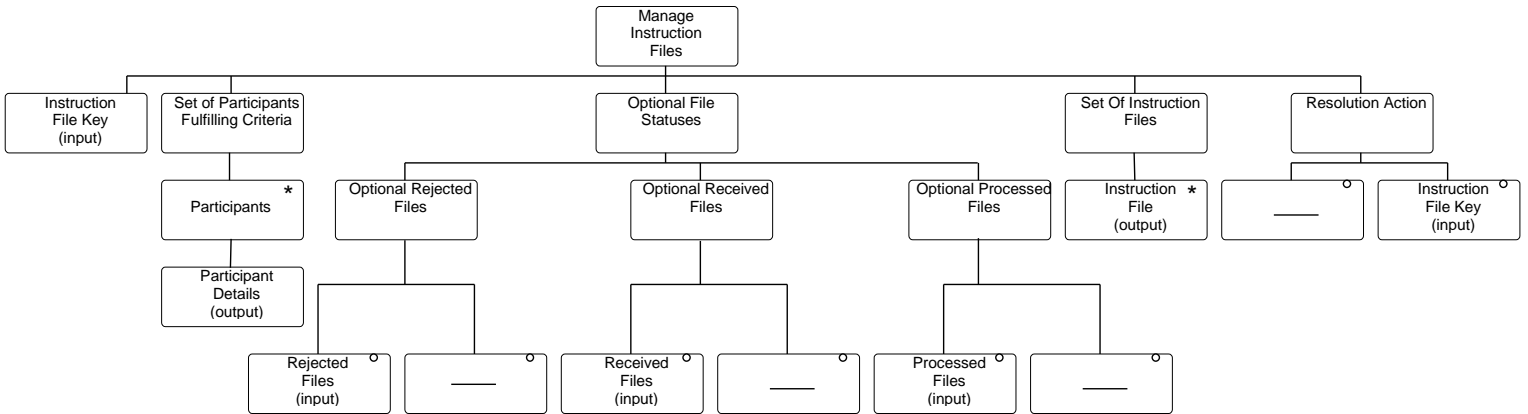 Manage
Instruction
Files
Instruction
File Key
(input)
Set of Participants
Fulfilling Criteria
Optional File
Statuses
Set Of Instruction
Files
Resolution Action
Participants *
Optional Rejected
Files
Optional Received
Files
Optional Processed
Files
Instruction *
File
(output)
Instruction
File Key
(input)
Participant
Details
(output)
Rejected
Files
(input)
Received
Files
(input)
Processed
Files
(input)